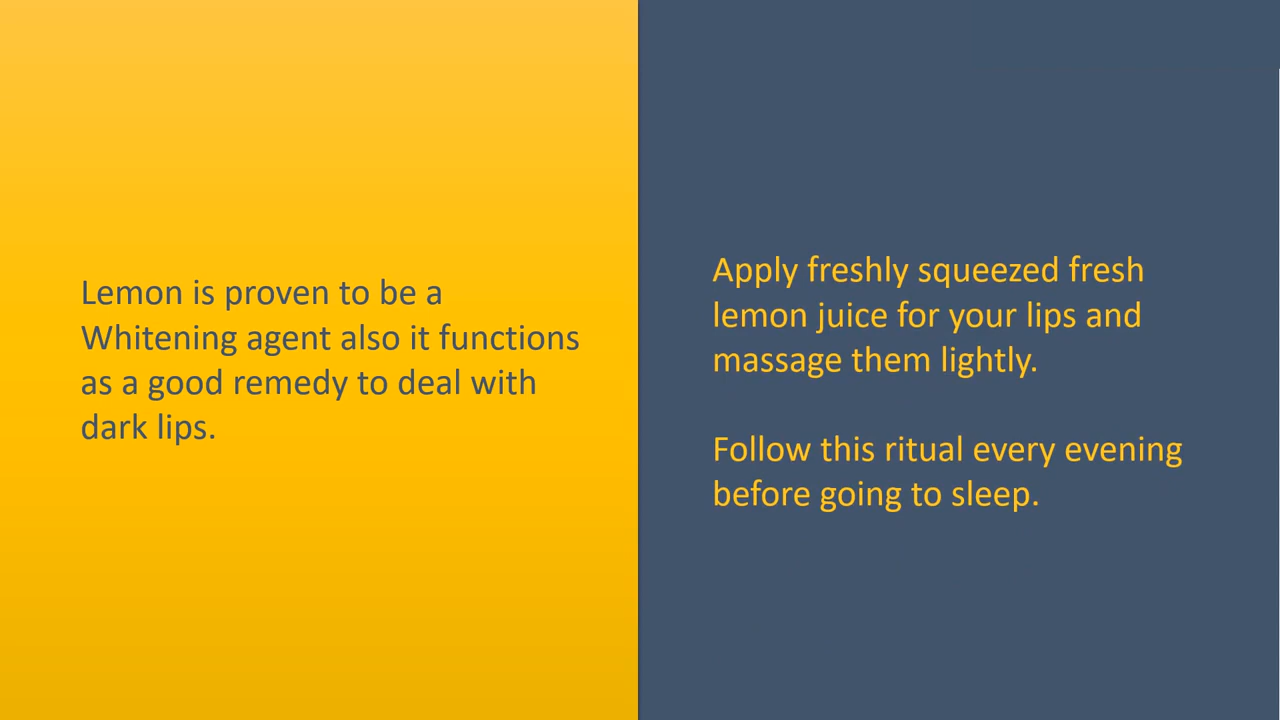 Lemon is proven to be a
Whitening agent also it functions
as a good remedy to deal with
dark lips.
Apply freshly squeezed fresh
lemon juice for your lips and
massage them lightly.
Follow this ritual every evening
before going to sleep.